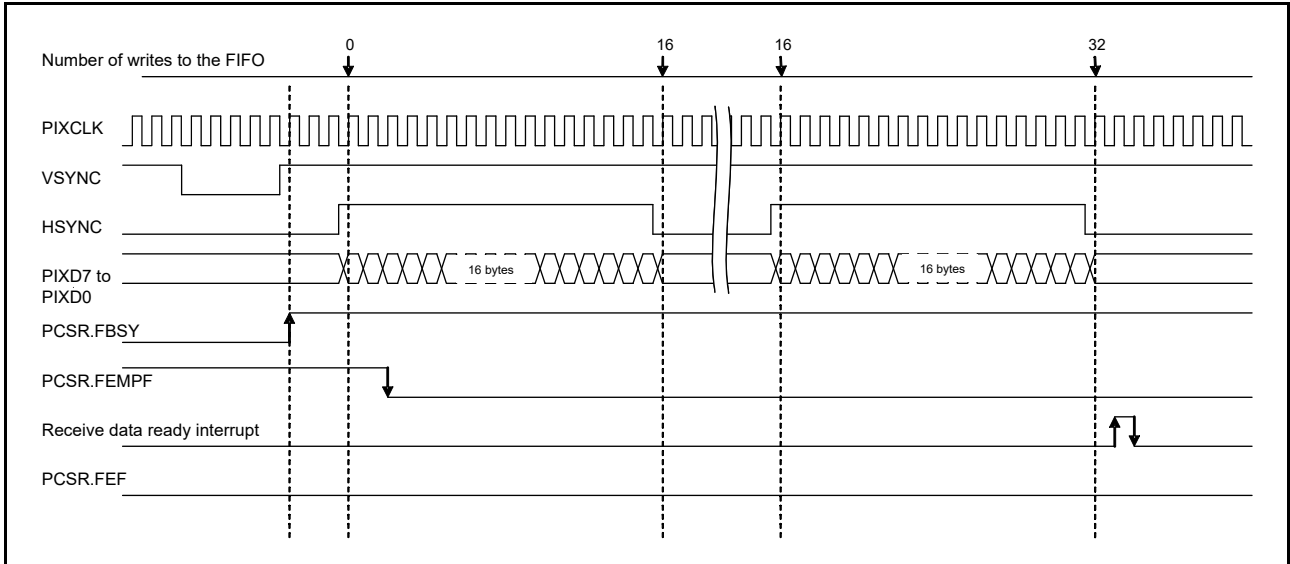 0 16 16 32
Number of writes to the FIFO
PIXCLK
VSYNC
HSYNC
PIXD7 to
PIXD0
16 bytes 16 bytes
PCSR.FBSY
PCSR.FEMPF
Receive data ready interrupt
PCSR.FEF